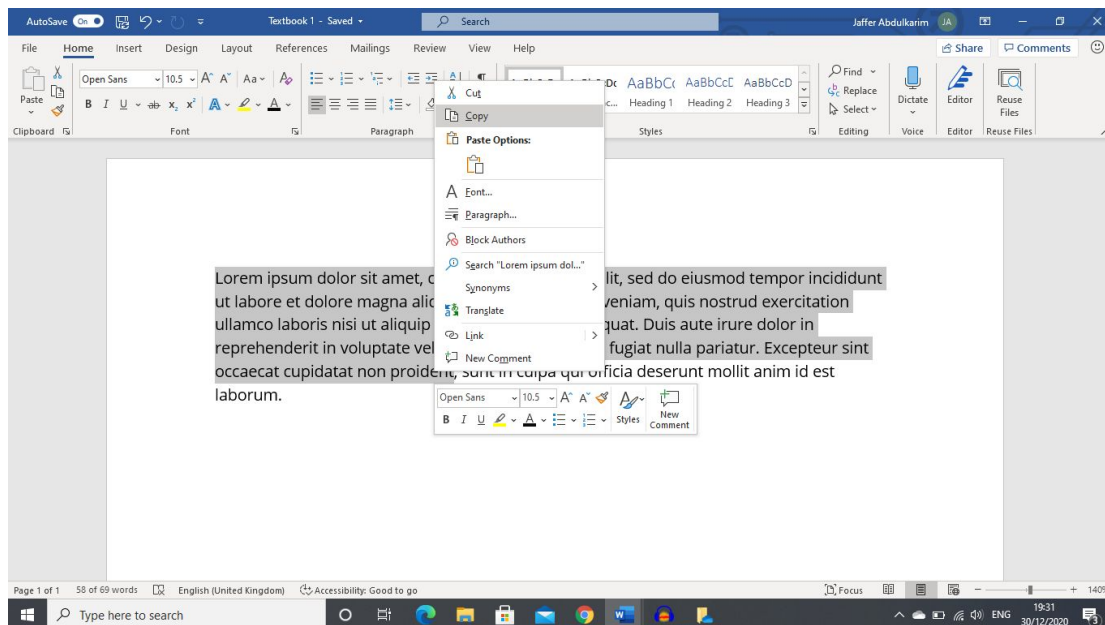 AutoSave On Textbook 1 - Saved Search Jaffer Abdulkarim JA
File Home Insert Design Layout References Mailings Review View Help Share Comments
Paste
Clipboard
Open Sans 10.5 A A Aa A
B I U ab x₂ x² A A
Font
Paragraph
AaBbC( AaBbCcE AaBbCcD
Heading 1 Heading 2 Heading 3
Styles
Find
Replace
Select
Editing
Dictate
Voice
Editor
Editor
Reuse
Files
Reuse Files
Cut
Copy
Paste Options:
Font...
Paragraph...
Block Authors
Search "Lorem ipsum dol..."
Synonyms
Translate
Link
New Comment
Lorem ipsum dolor sit amet, lit, sed do eiusmod tempor incididunt
ut labore et dolore magna veniam, quis nostrud exercitation
ullamco laboris nisi ut aliquip quat. Duis aute irure dolor in
reprehenderit in voluptate fugiat nulla pariatur. Excepteur sint
occaecat cupidatat non proident, sunt in culpa qui officia deserunt mollit anim id est
laborum.
Open Sans 10.5 A A
B I U A Styles New
Comment
Page 1 of 1 58 of 69 words English (United Kingdom) Accessibility: Good to go Focus 140%
Type here to search ENG 19:31
30/12/2020 3